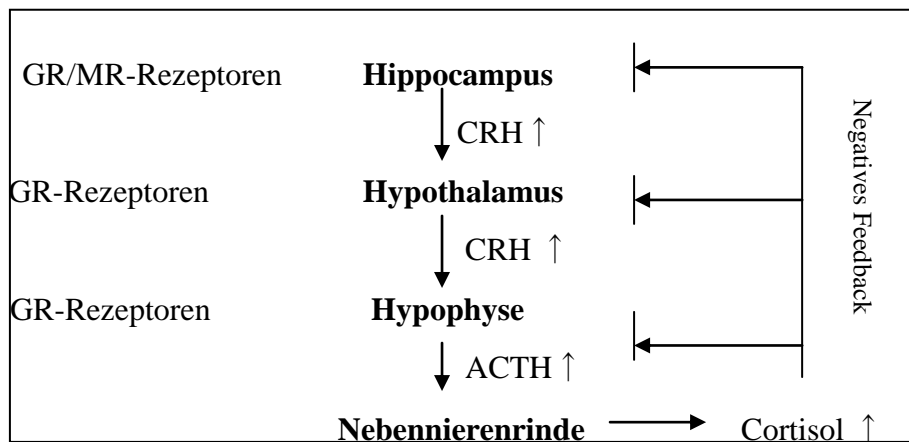 GR/MR-Rezeptoren Hippocampus
CRH ↑
GR-Rezeptoren Hypothalamus
CRH ↑
GR-Rezeptoren Hypophyse
ACTH ↑
Nebennierenrinde Cortisol ↑
Negatives Feedback